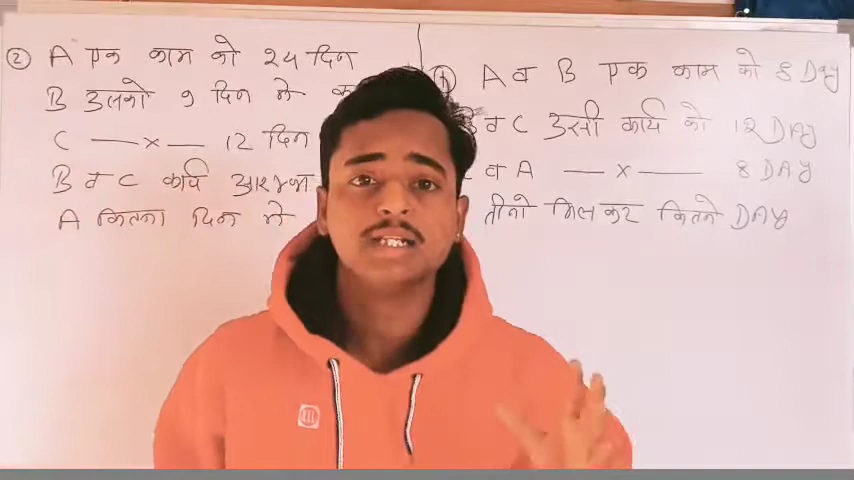 ② A एक काम को 24 दिन
B उसको 9 दिन मे
C —x— 12 दिन
B व C कार्य आरम्भ
A कितना दिन मे
① A व B एक काम को 8 Day
व C उसी कार्य को 12 DAy
व A —x— 8 DAy
तीनो मिलकर कितने DAy